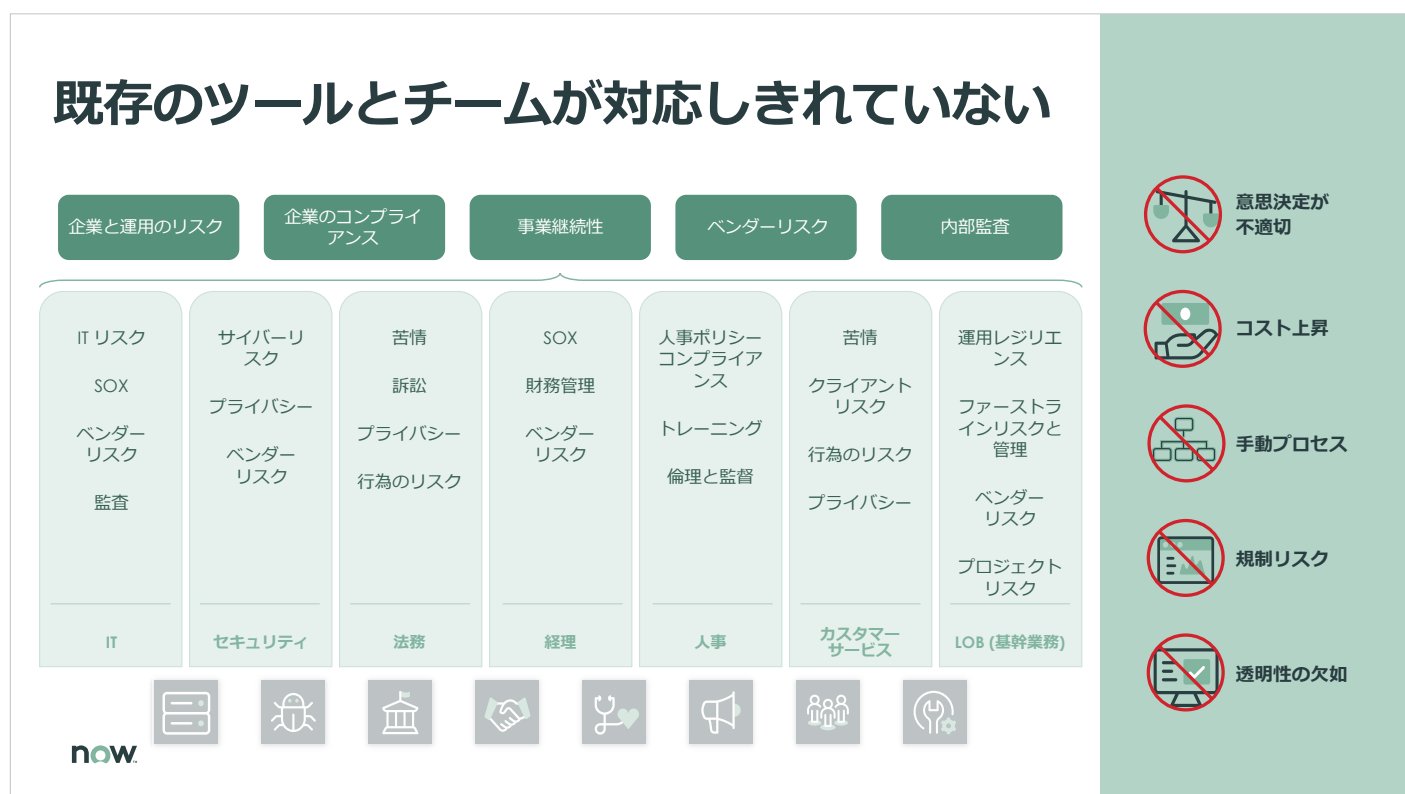 既存のツールとチームが対応しきれていない
企業と運用のリスク
企業のコンプライ
アンス
事業継続性
ベンダーリスク
内部監査
IT リスク
SOX
ベンダー
リスク
監査
IT
サイバーリ
スク
プライバシー
ベンダー
リスク
セキュリティ
苦情
訴訟
プライバシー
行為のリスク
法務
SOX
財務管理
ベンダー
リスク
経理
人事ポリシー
コンプライア
ンス
トレーニング
倫理と監督
人事
苦情
クライアント
リスク
行為のリスク
プライバシー
カスタマー
サービス
運用レジリエ
ンス
ファーストラ
インリスクと
管理
ベンダー
リスク
プロジェクト
リスク
LOB (基幹業務)
意思決定が
不適切
コスト上昇
手動プロセス
規制リスク
透明性の欠如
now